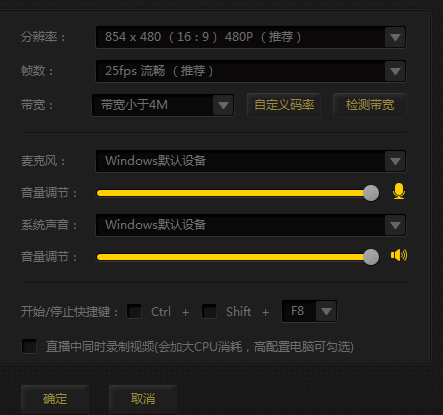 分辨率： 854 x 480（16：9）480P（推荐）
帧数： 25fps 流畅（推荐）
带宽： 带宽小于4M 自定义码率 检测带宽
麦克风： Windows默认设备
音量调节：
系统声音： Windows默认设备
音量调节：
开始/停止快捷键： Ctrl + Shift + F8
直播中同时录制视频(会加大CPU消耗，高配置电脑可勾选)
确定 取消